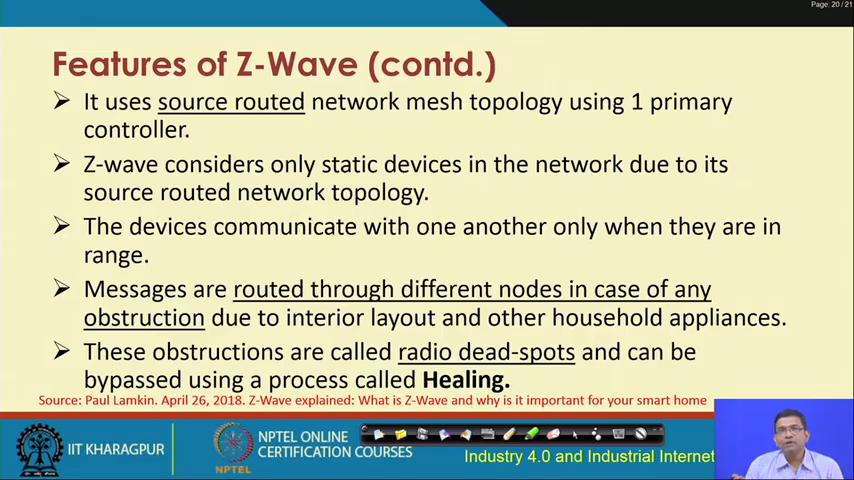 Page: 20 / 21
Features of Z-Wave (contd.)
It uses source routed network mesh topology using 1 primary
controller.
Z-wave considers only static devices in the network due to its
source routed network topology.
The devices communicate with one another only when they are in
range.
Messages are routed through different nodes in case of any
obstruction due to interior layout and other household appliances.
These obstructions are called radio dead-spots and can be
bypassed using a process called Healing.
Source: Paul Lamkin. April 26, 2018. Z-Wave explained: What is Z-Wave and why is it important for your smart home
IIT KHARAGPUR
NPTEL
NPTEL ONLINE
CERTIFICATION COURSES
Industry 4.0 and Industrial Internet